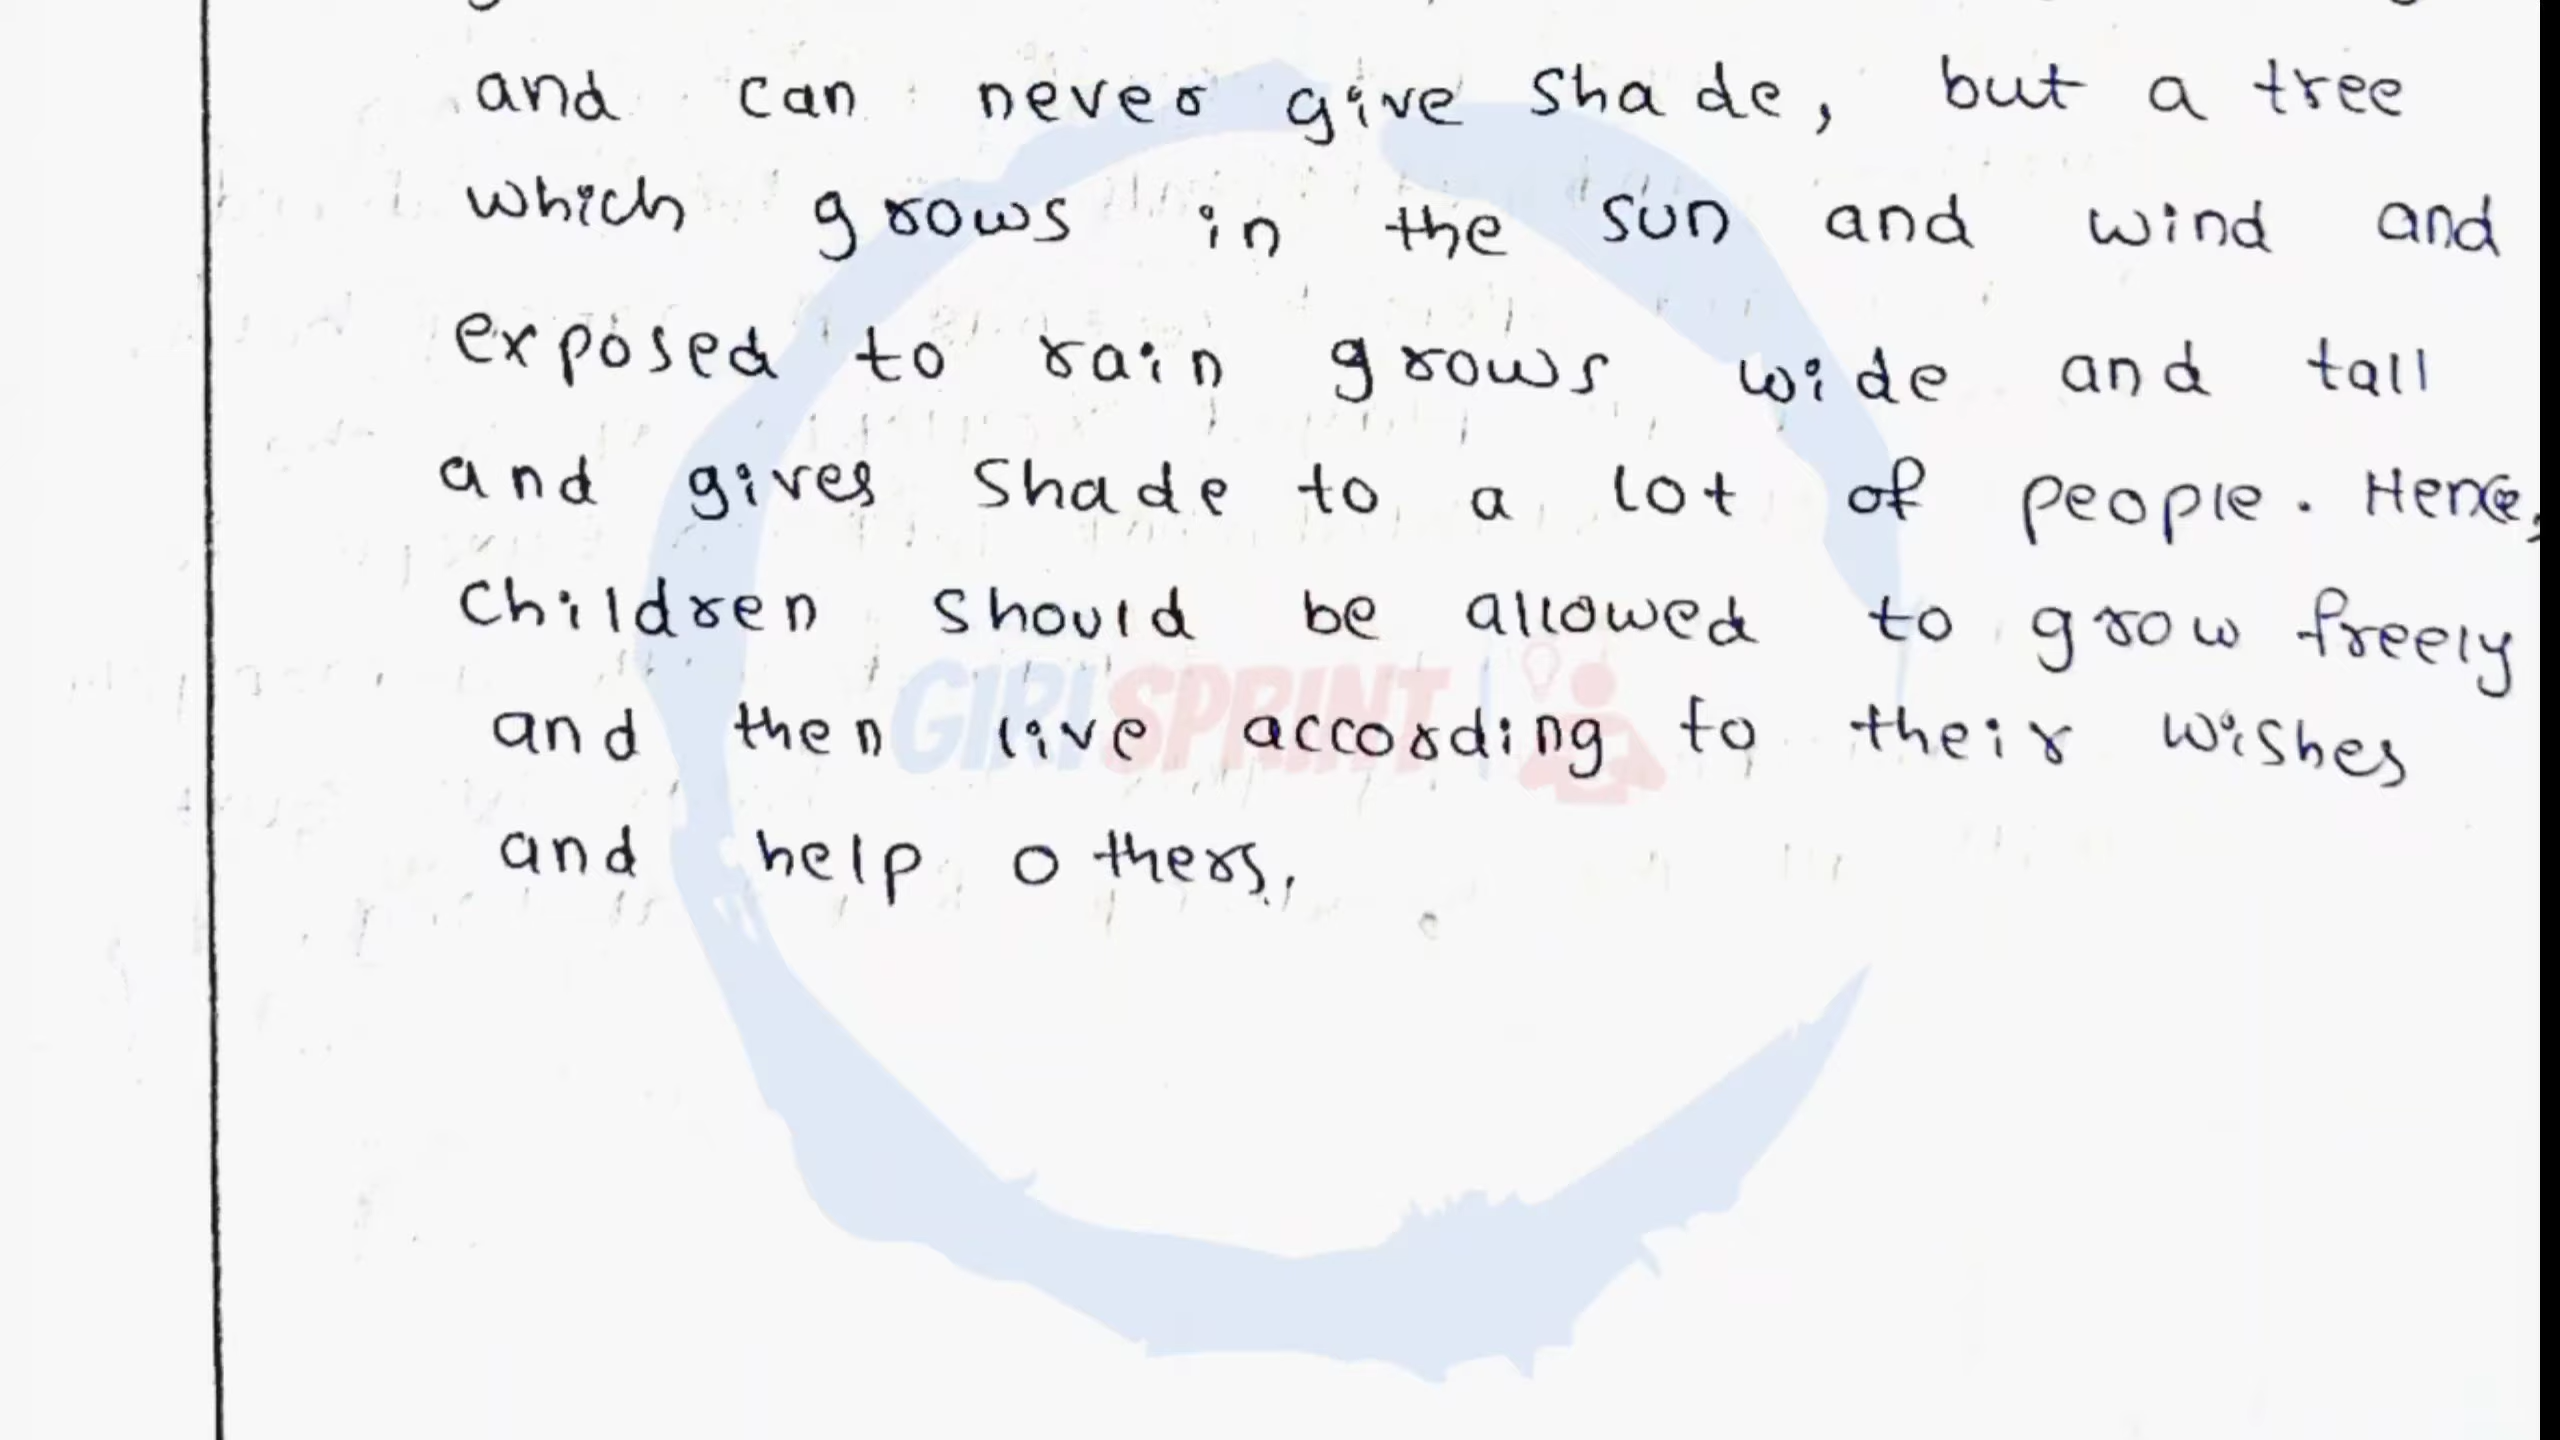 and can never give shade, but a tree
which grows in the sun and wind and
exposed to rain grows wide and tall
and gives shade to a lot of people. Hence,
children should be allowed to grow freely
and then live according to their wishes
and help others.
GIRISPRINT